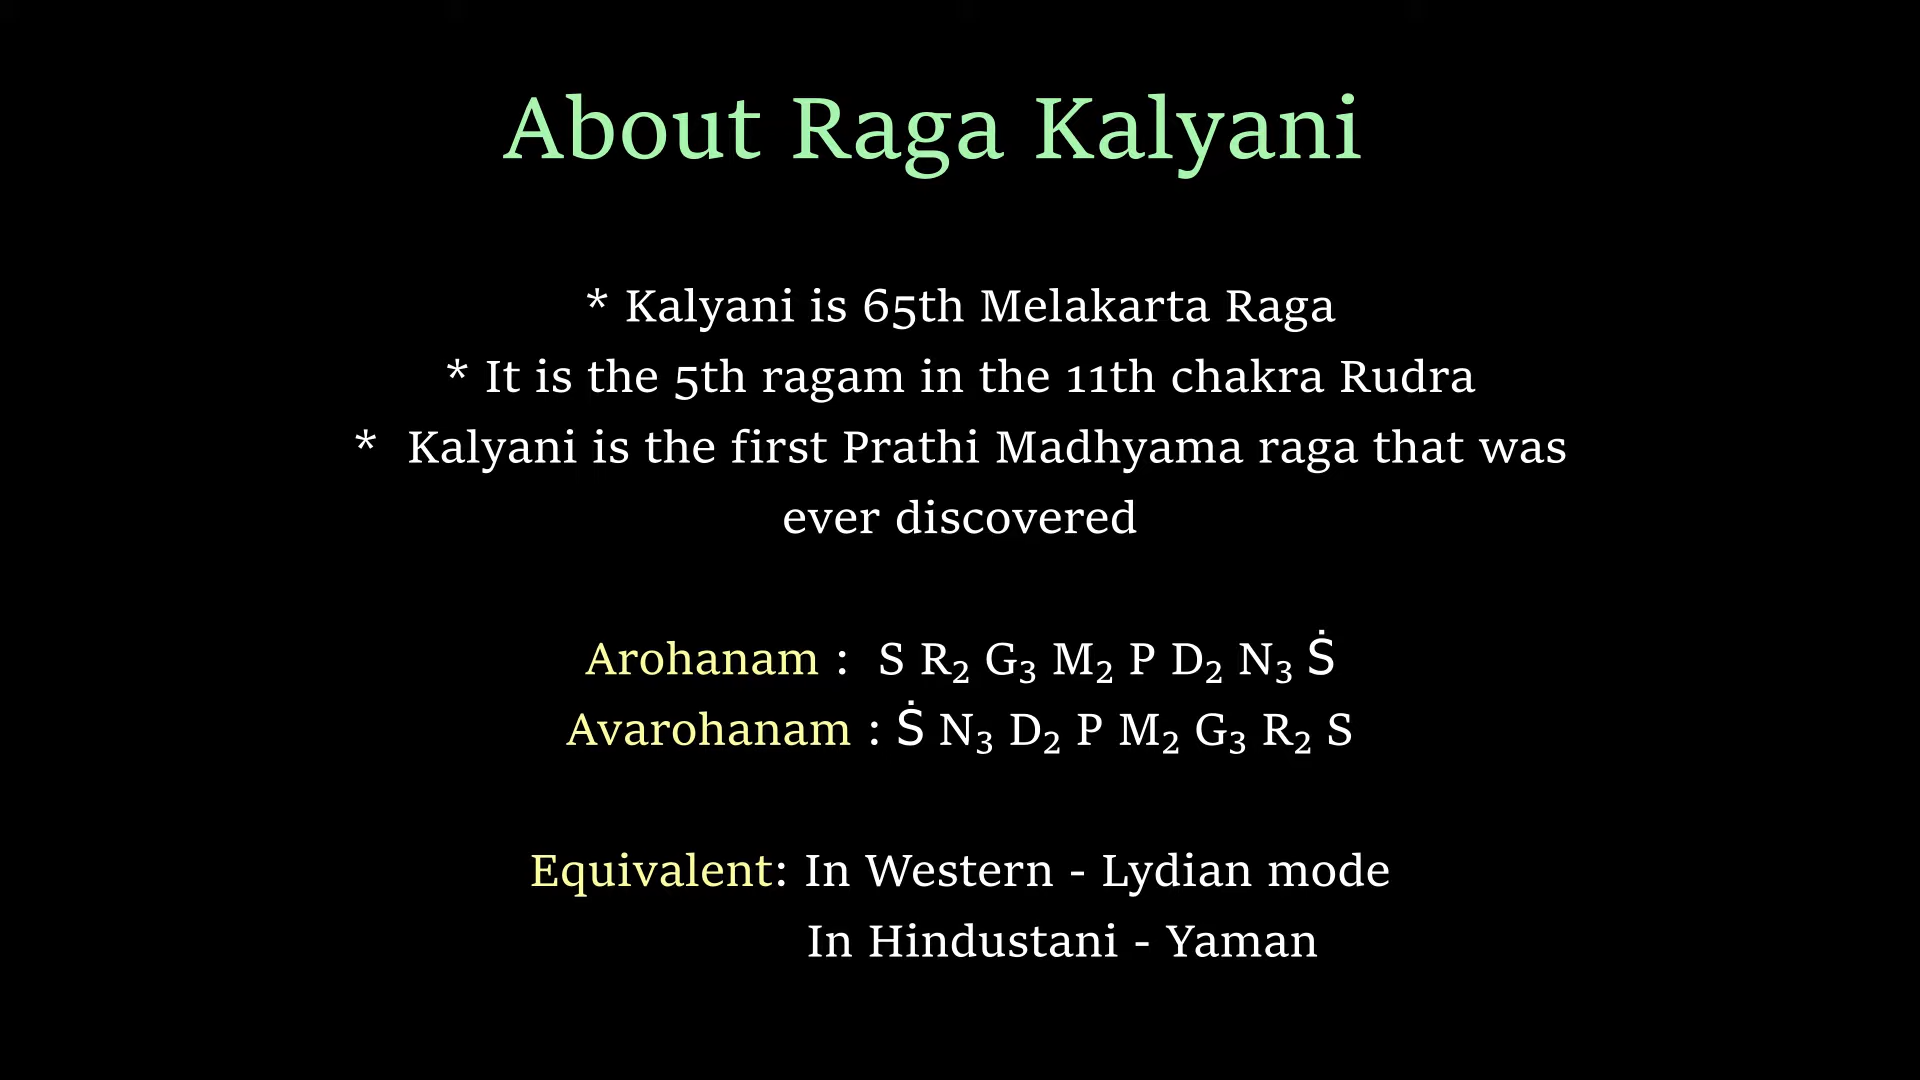 About Raga Kalyani
* Kalyani is 65th Melakarta Raga
* It is the 5th ragam in the 11th chakra Rudra
* Kalyani is the first Prathi Madhyama raga that was
ever discovered
Arohanam : S R₂ G₃ M₂ P D₂ N₃ Ṡ
Avarohanam : Ṡ N₃ D₂ P M₂ G₃ R₂ S
Equivalent: In Western - Lydian mode
In Hindustani - Yaman